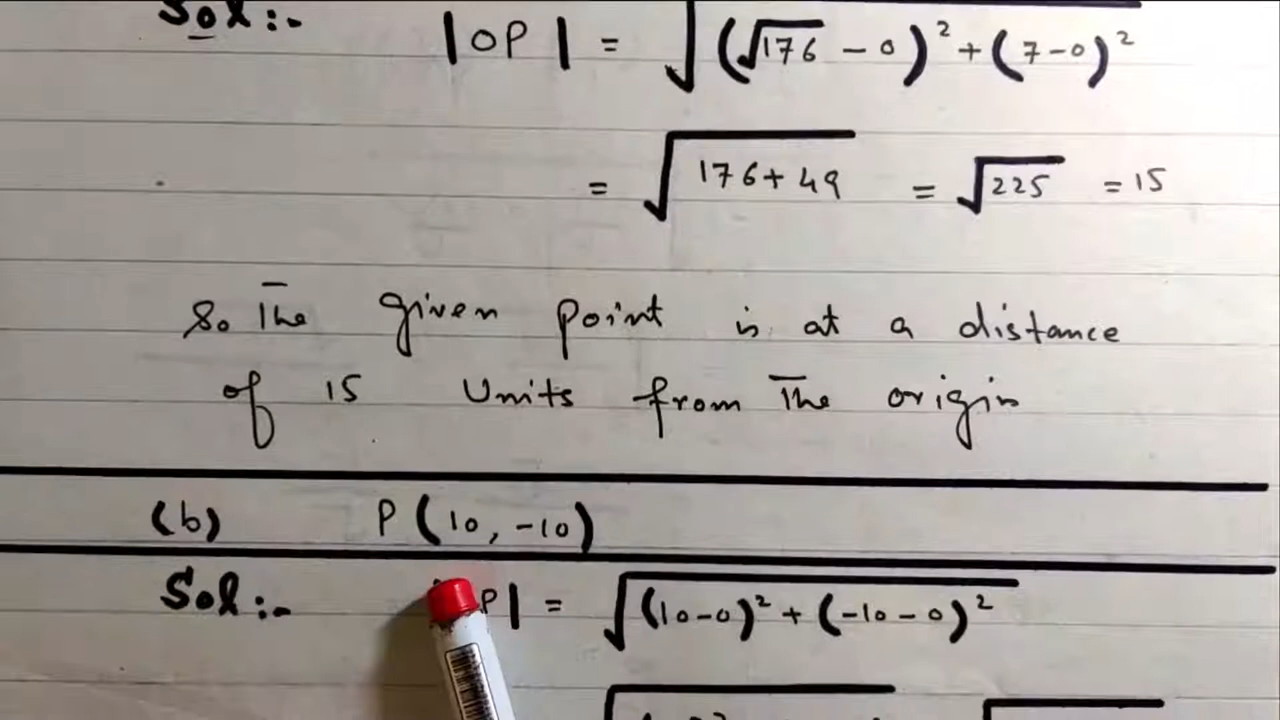 Sol:-
|OP| = √(√176 - 0)² + (7-0)²
= √176 + 49 = √225 = 15
So The given point is at a distance
of 15 Units from The origin
(b) P(10, -10)
Sol:- P| = √(10-0)² + (-10-0)²